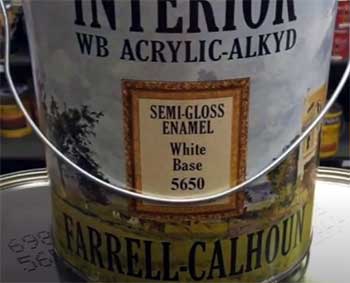 INTERIOR
WB ACRYLIC-ALKYD
SEMI-GLOSS
ENAMEL
White
Base
5650
FARRELL-CALHOUN